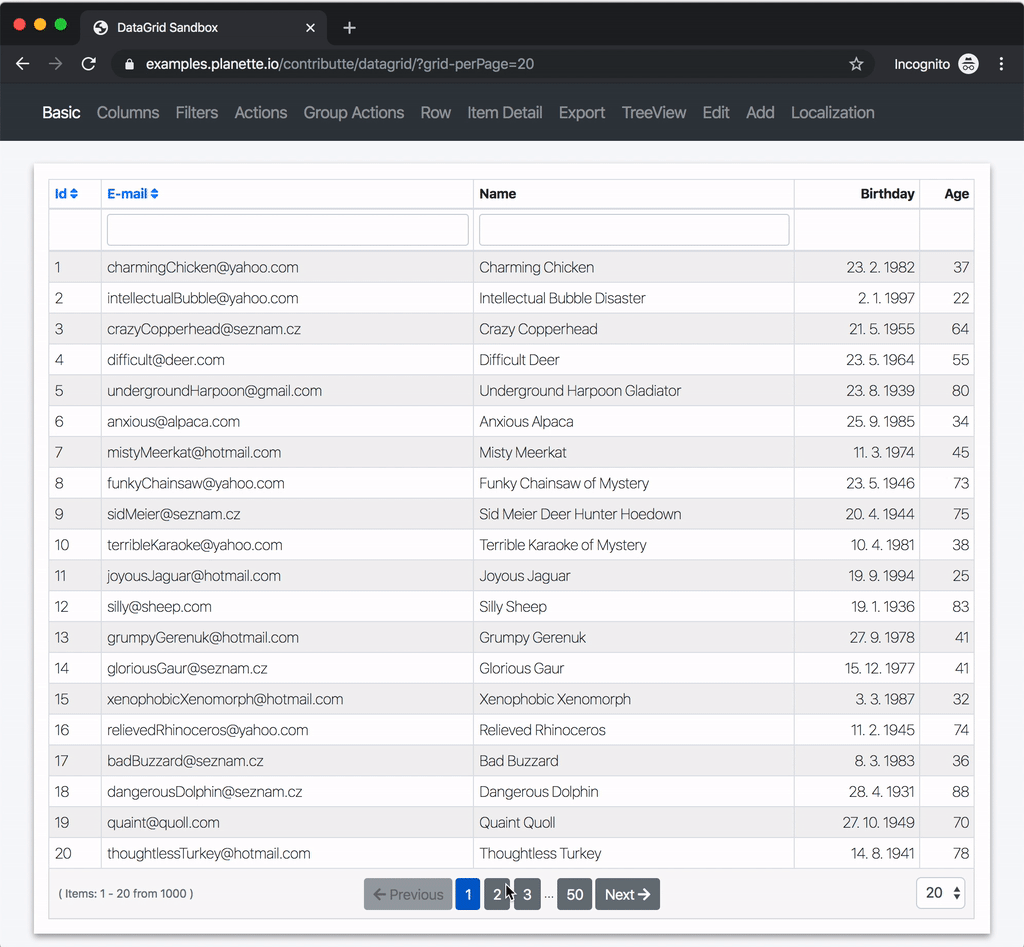 DataGrid Sandbox
examples.planette.io/contributte/datagrid/?grid-perPage=20 Incognito
Basic Columns Filters Actions Group Actions Row Item Detail Export TreeView Edit Add Localization
Id E-mail Name Birthday Age
1 charmingChicken@yahoo.com Charming Chicken 23. 2. 1982 37
2 intellectualBubble@yahoo.com Intellectual Bubble Disaster 2. 1. 1997 22
3 crazyCopperhead@seznam.cz Crazy Copperhead 21. 5. 1955 64
4 difficult@deer.com Difficult Deer 23. 5. 1964 55
5 undergroundHarpoon@gmail.com Underground Harpoon Gladiator 23. 8. 1939 80
6 anxious@alpaca.com Anxious Alpaca 25. 9. 1985 34
7 mistyMeerkat@hotmail.com Misty Meerkat 11. 3. 1974 45
8 funkyChainsaw@yahoo.com Funky Chainsaw of Mystery 23. 5. 1946 73
9 sidMeier@seznam.cz Sid Meier Deer Hunter Hoedown 20. 4. 1944 75
10 terribleKaraoke@yahoo.com Terrible Karaoke of Mystery 10. 4. 1981 38
11 joyousJaguar@hotmail.com Joyous Jaguar 19. 9. 1994 25
12 silly@sheep.com Silly Sheep 19. 1. 1936 83
13 grumpyGerenuk@hotmail.com Grumpy Gerenuk 27. 9. 1978 41
14 gloriousGaur@seznam.cz Glorious Gaur 15. 12. 1977 41
15 xenophobicXenomorph@hotmail.com Xenophobic Xenomorph 3. 3. 1987 32
16 relievedRhinoceros@yahoo.com Relieved Rhinoceros 11. 2. 1945 74
17 badBuzzard@seznam.cz Bad Buzzard 8. 3. 1983 36
18 dangerousDolphin@seznam.cz Dangerous Dolphin 28. 4. 1931 88
19 quaint@quoll.com Quaint Quoll 27. 10. 1949 70
20 thoughtlessTurkey@hotmail.com Thoughtless Turkey 14. 8. 1941 78
( Items: 1 - 20 from 1000 ) ← Previous 1 2 3 ... 50 Next → 20